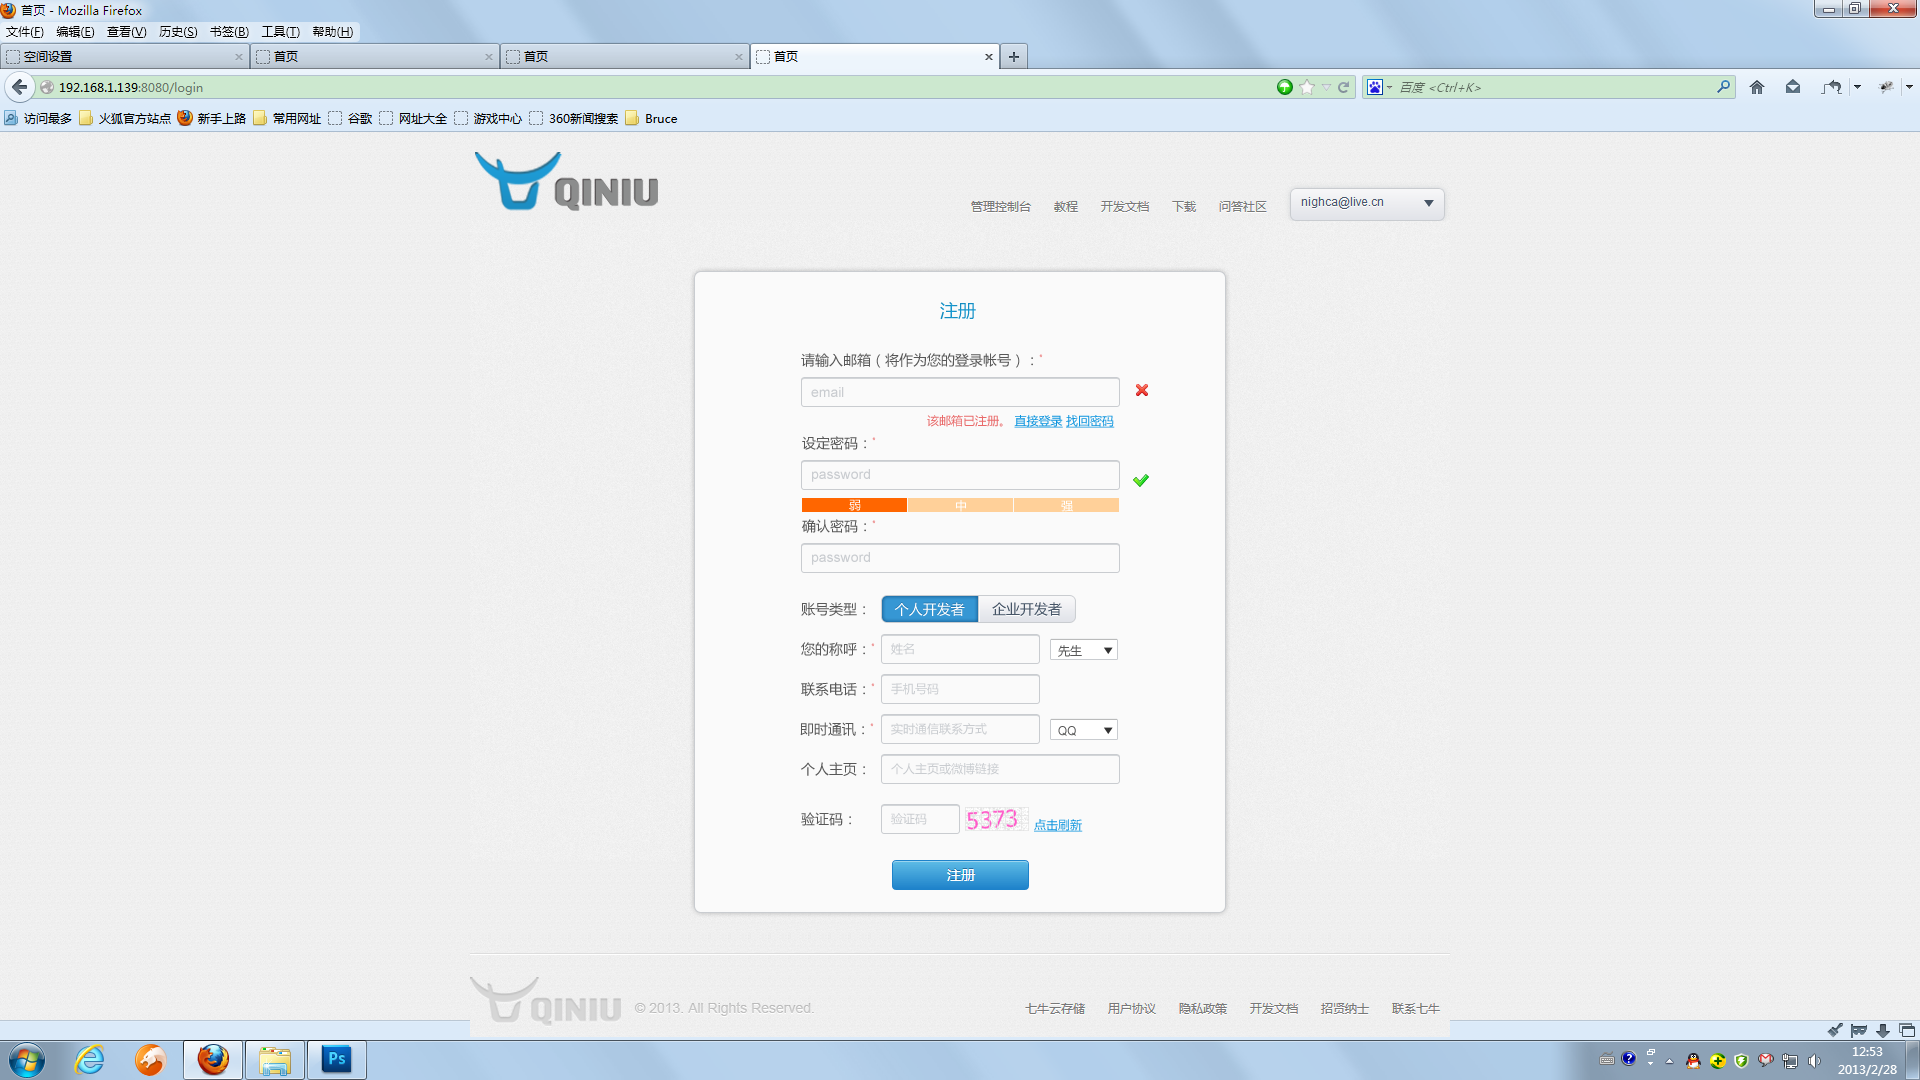 首页 - Mozilla Firefox
文件(F) 编辑(E) 查看(V) 历史(S) 书签(B) 工具(T) 帮助(H)
空间设置 首页 首页 首页
192.168.1.139:8080/login 百度 <Ctrl+K>
访问最多 火狐官方站点 新手上路 常用网址 谷歌 网址大全 游戏中心 360新闻搜索 Bruce
QINIU
管理控制台 教程 开发文档 下载 问答社区 nighca@live.cn
注册
请输入邮箱（将作为您的登录帐号）：*
email
该邮箱已注册。 直接登录 找回密码
设定密码：*
password
弱 中 强
确认密码：*
password
账号类型： 个人开发者 企业开发者
您的称呼：* 姓名 先生
联系电话：* 手机号码
即时通讯：* 实时通信联系方式 QQ
个人主页： 个人主页或微博链接
验证码： 验证码 5373 点击刷新
注册
QINIU © 2013. All Rights Reserved. 七牛云存储 用户协议 隐私政策 开发文档 招贤纳士 联系七牛
Ps
12:53
2013/2/28